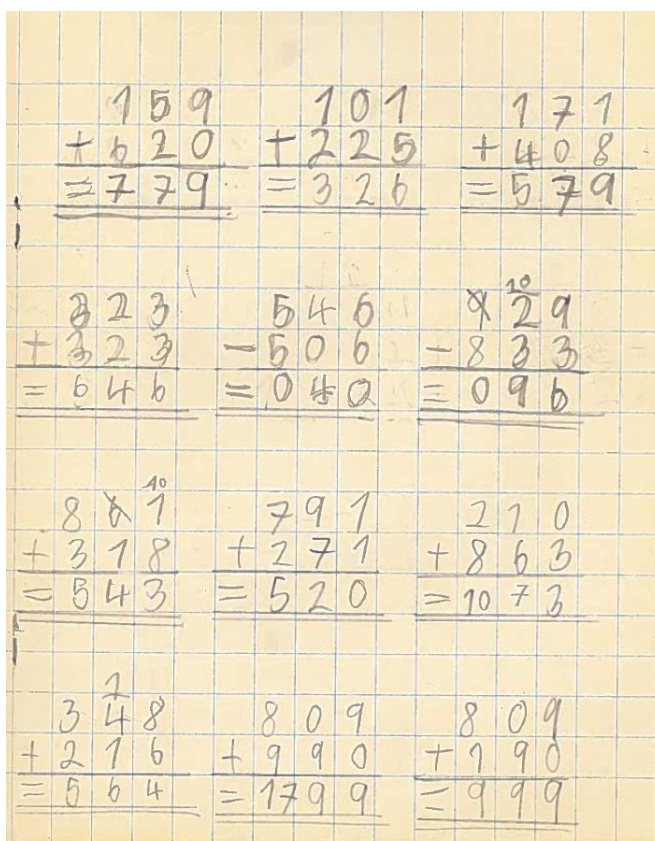 159 101 171
+620 +225 +408
=779 =326 =579
10
323 546 929
+323 -506 -833
=646 =040 =096
10
861 791 210
+318 +271 +863
=543 =520 =1073
1
348 809 809
+216 +990 +190
=564 =1799 =999